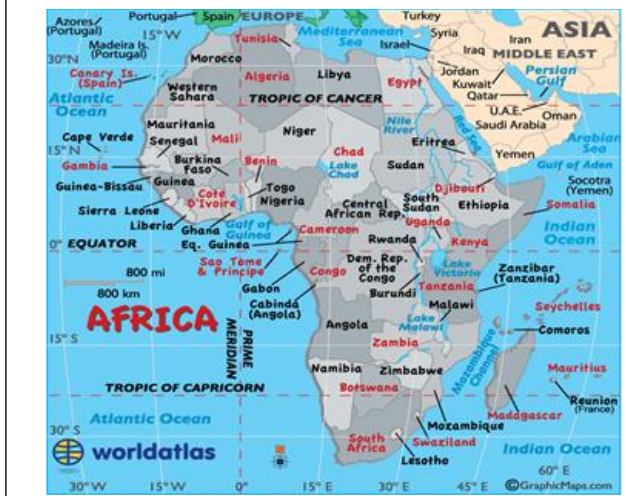 Azores
(Portugal)
Portugal
Spain
EUROPE
Turkey
ASIA
Madeira Is.
(Portugal)
15° W
0°
Tunisia
Mediterranean
Sea
Syria
Iran
Israel
Iraq
MIDDLE EAST
30°N
Morocco
Jordan
Canary Is.
(Spain)
Algeria
Libya
Egypt
Kuwait
Persian
Gulf
Qatar
Western
Sahara
TROPIC OF CANCER
Atlantic
Ocean
U.A.E.
Oman
Saudi Arabia
Mauritania
Nile
River
Red Sea
Cape Verde
Senegal
Mali
Niger
Eritrea
Arabian
Sea
15°N
Burkina
Faso
Benin
Chad
Yemen
Gambia
Lake
Chad
Sudan
Gulf of Aden
Guinea-Bissau
Guinea
Togo
Djibouti
Socotra
(Yemen)
Cote
D'Ivoire
Nigeria
Central
African Rep.
South
Sudan
Ethiopia
Sierra Leone
Somalia
Liberia
Ghana
Gulf of
Guinea
Cameroon
Uganda
Indian
Ocean
EQUATOR
Eq. Guinea
Rwanda
Kenya
0°
Sao Tome
& Principe
Congo
Dem. Rep.
of the
Congo
Lake
Victoria
Zanzibar
(Tanzania)
800 mi
800 km
Gabon
Burundi
Tanzania
Cabinda
(Angola)
Malawi
Seychelles
AFRICA
Angola
Lake
Malawi
Comoros
PRIME
MERIDIAN
15°S
Zambia
Mozambique
Channel
Namibia
Zimbabwe
Mauritius
TROPIC OF CAPRICORN
Botswana
Reunion
(France)
Atlantic Ocean
Mozambique
Madagascar
30°S
South
Africa
Swaziland
worldatlas
Lesotho
Indian Ocean
60° E
30° W
15° W
0°
15° E
30° E
45° E
©GraphicMaps.com